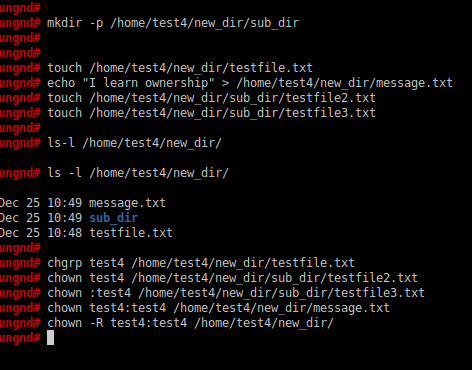 ungnd# mkdir -p /home/test4/new_dir/sub_dir
ungnd#
ungnd#
ungnd# touch /home/test4/new_dir/testfile.txt
ungnd# echo "I learn ownership" > /home/test4/new_dir/message.txt
ungnd# touch /home/test4/new_dir/sub_dir/testfile2.txt
ungnd# touch /home/test4/new_dir/sub_dir/testfile3.txt
ungnd#
ungnd# ls-l /home/test4/new_dir/
ungnd# ls -l /home/test4/new_dir/
Dec 25 10:49 message.txt
Dec 25 10:49 sub_dir
Dec 25 10:48 testfile.txt
ungnd#
ungnd# chgrp test4 /home/test4/new_dir/testfile.txt
ungnd# chown test4 /home/test4/new_dir/sub_dir/testfile2.txt
ungnd# chown :test4 /home/test4/new_dir/sub_dir/testfile3.txt
ungnd# chown test4:test4 /home/test4/new_dir/message.txt
ungnd# chown -R test4:test4 /home/test4/new_dir/
ungnd#